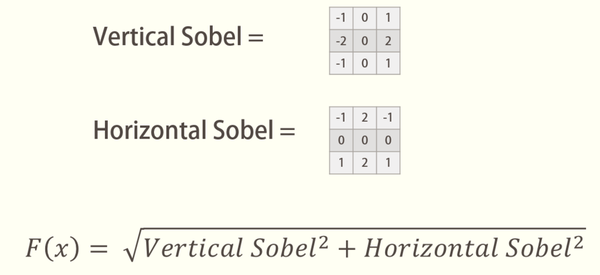 Vertical Sobel =
-1 0 1
-2 0 2
-1 0 1
Horizontal Sobel =
-1 2 -1
0 0 0
1 2 1
F(x) = √Vertical Sobel² + Horizontal Sobel²